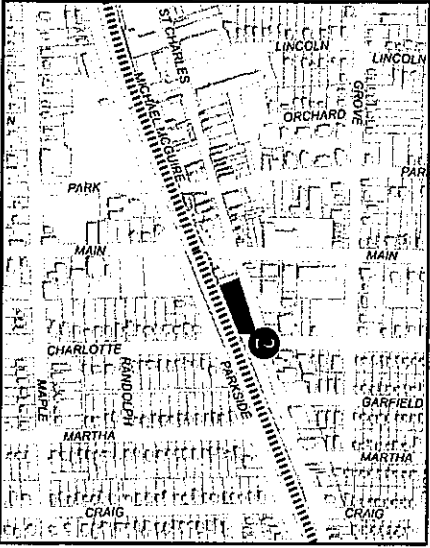 ST CHARLES
LINCOLN
LINCOLN
MICHAEL MCGUIRE
ORCHARD
GROVE
PAR
PARK
MAIN
MAIN
2
CHARLOTTE
RANDOLPH
PARKSIDE
MAPLE
GARFIELD
MARTHA
MARTHA
CRAIG
CRAIG